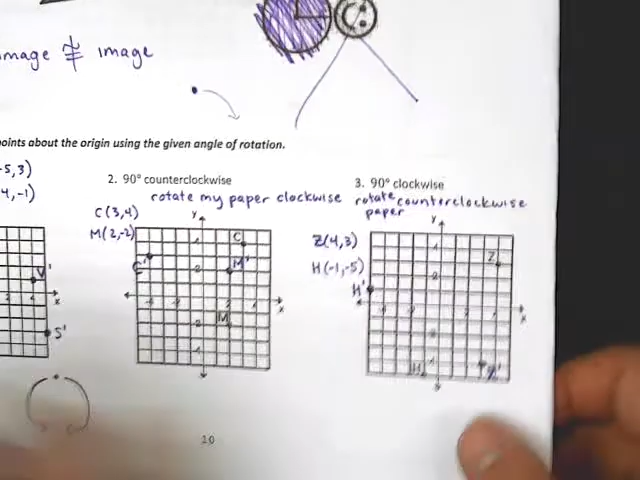 image ≇ image
points about the origin using the given angle of rotation.
-5,3)
4,-1)
2. 90° counterclockwise
rotate my paper clockwise
C(3,4)
M(2,-2)
y
C
C'
M'
M
x
3. 90° clockwise
rotate counterclockwise
paper
Z(4,3)
H(-1,-5)
y
Z
H'
H
x
V'
x
S'
20